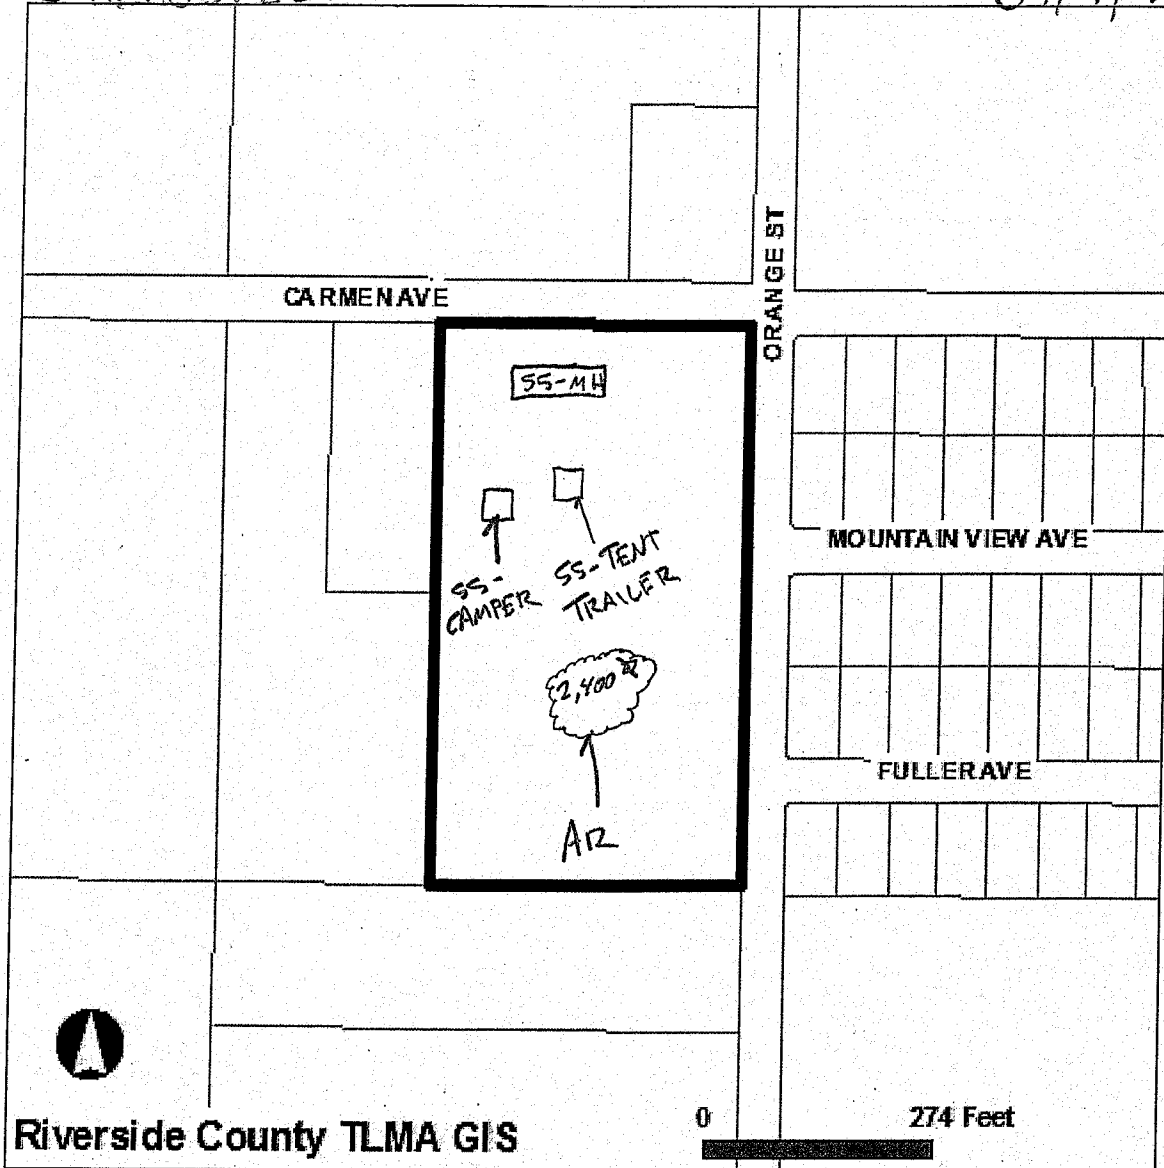 CARMEN AVE
ORANGE ST
SS-MH
SS-
CAMPER
SS-TENT
TRAILER
MOUNTAIN VIEW AVE
2,400
FULLER AVE
AR
0 274 Feet
Riverside County TLMA GIS